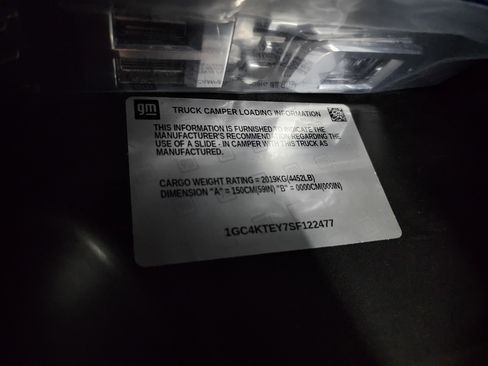 gm
TRUCK CAMPER LOADING INFORMATION
THIS INFORMATION IS FURNISHED TO INDICATE THE
MANUFACTURER'S RECOMMENDATION REGARDING THE
USE OF A SLIDE - IN CAMPER WITH THIS TRUCK AS
MANUFACTURED.
CARGO WEIGHT RATING = 2019KG(4452LB)
DIMENSION "A" = 150CM(59IN) "B" = 0000CM(000IN)
1GC4KTEY7SF122477